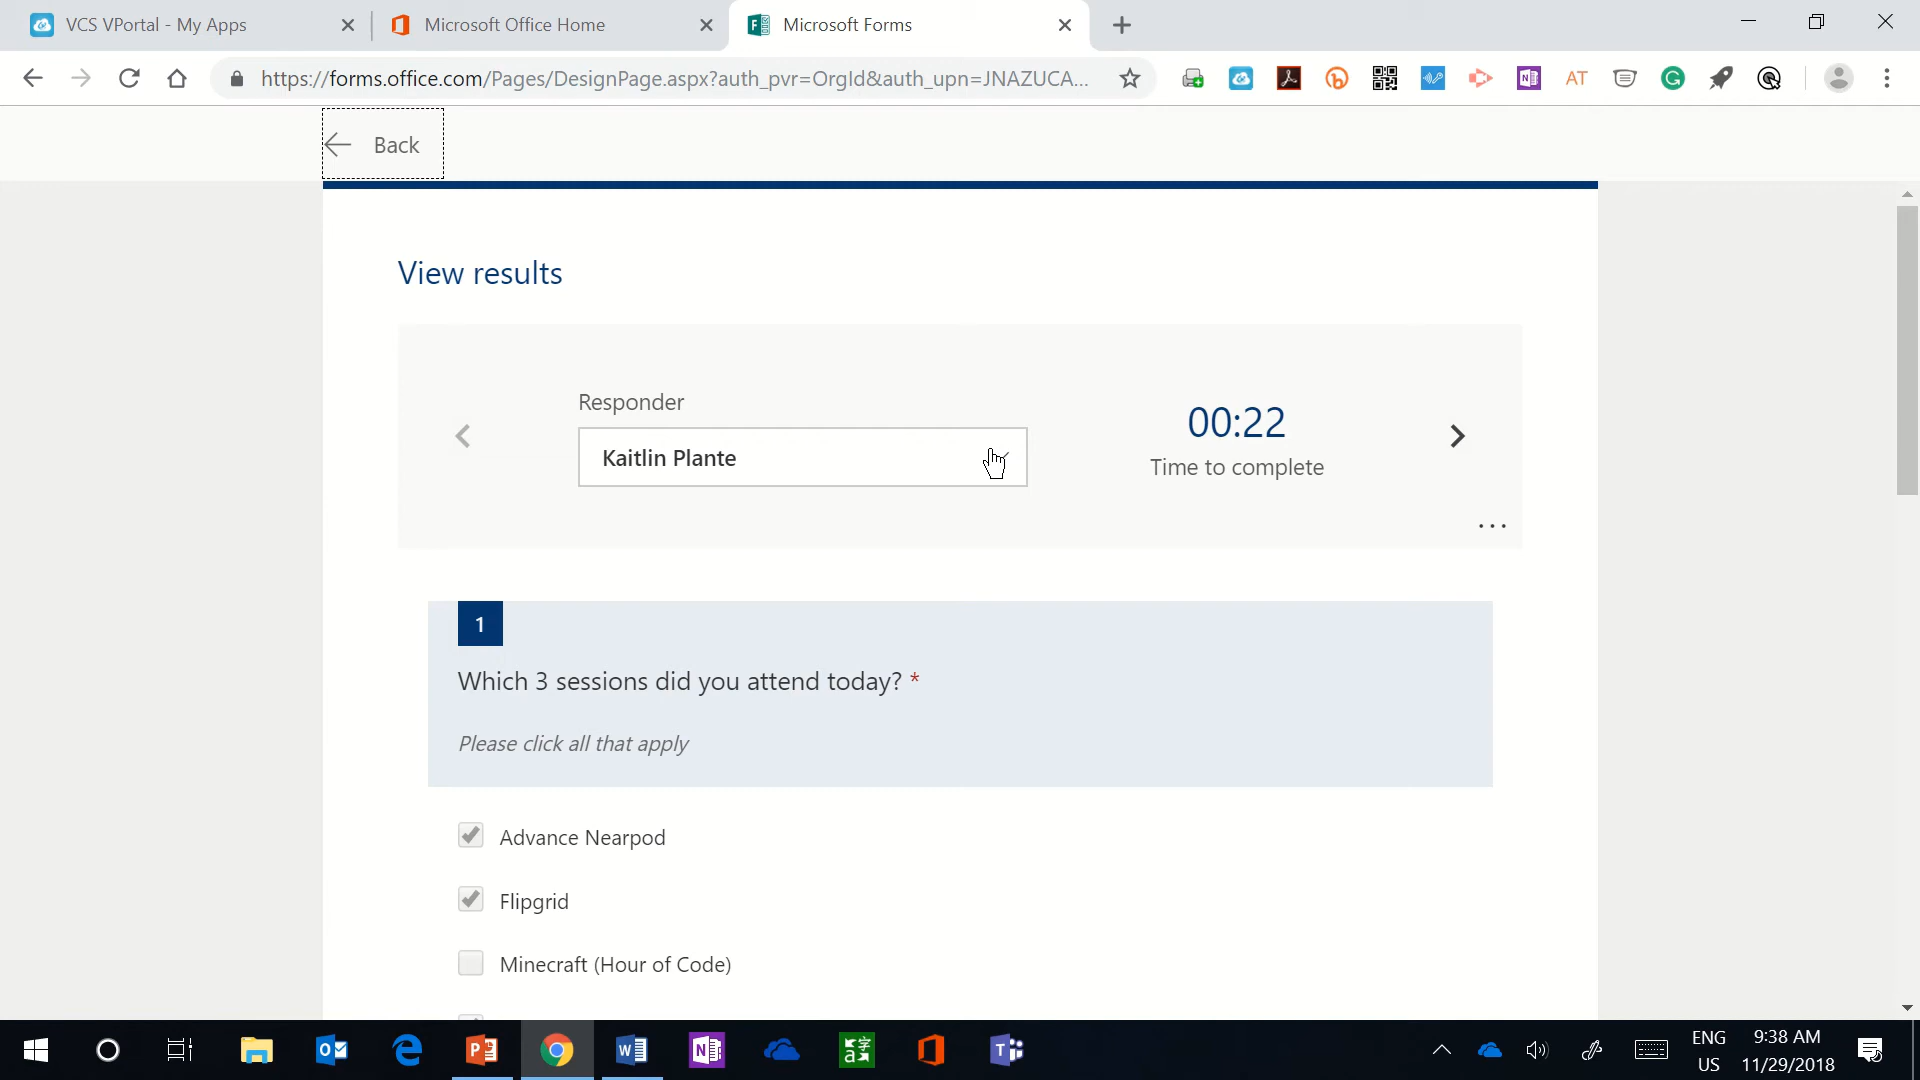 VCS VPortal - My Apps
Microsoft Office Home
Microsoft Forms
https://forms.office.com/Pages/DesignPage.aspx?auth_pvr=OrgId&auth_upn=JNAZUCA...
AT
Back
View results
Responder
Kaitlin Plante
00:22
Time to complete
...
1
Which 3 sessions did you attend today? *
Please click all that apply
Advance Nearpod
Flipgrid
Minecraft (Hour of Code)
ENG
US
9:38 AM
11/29/2018